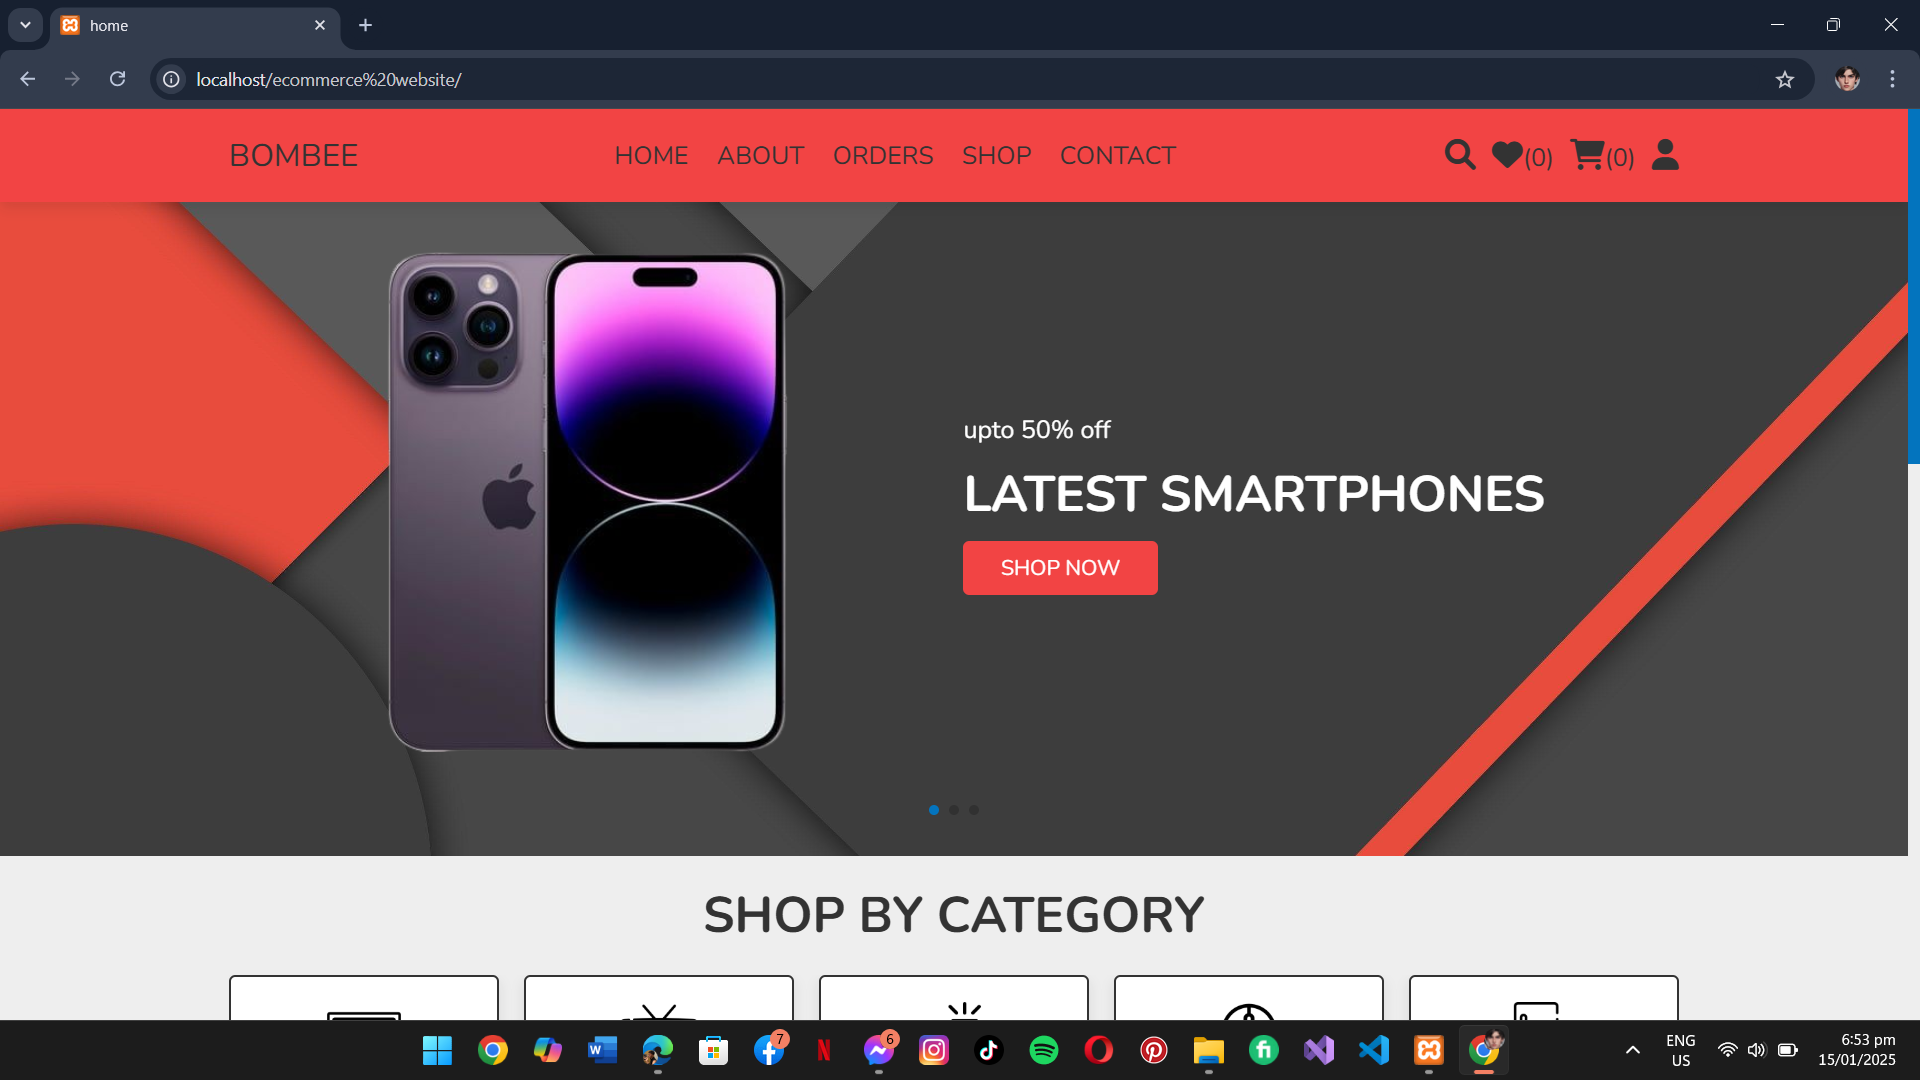 home
localhost/ecommerce%20website/
BOMBEE
HOME ABOUT ORDERS SHOP CONTACT
(0) (0)
upto 50% off
LATEST SMARTPHONES
SHOP NOW
SHOP BY CATEGORY
7
6
ENG
US
6:53 pm
15/01/2025